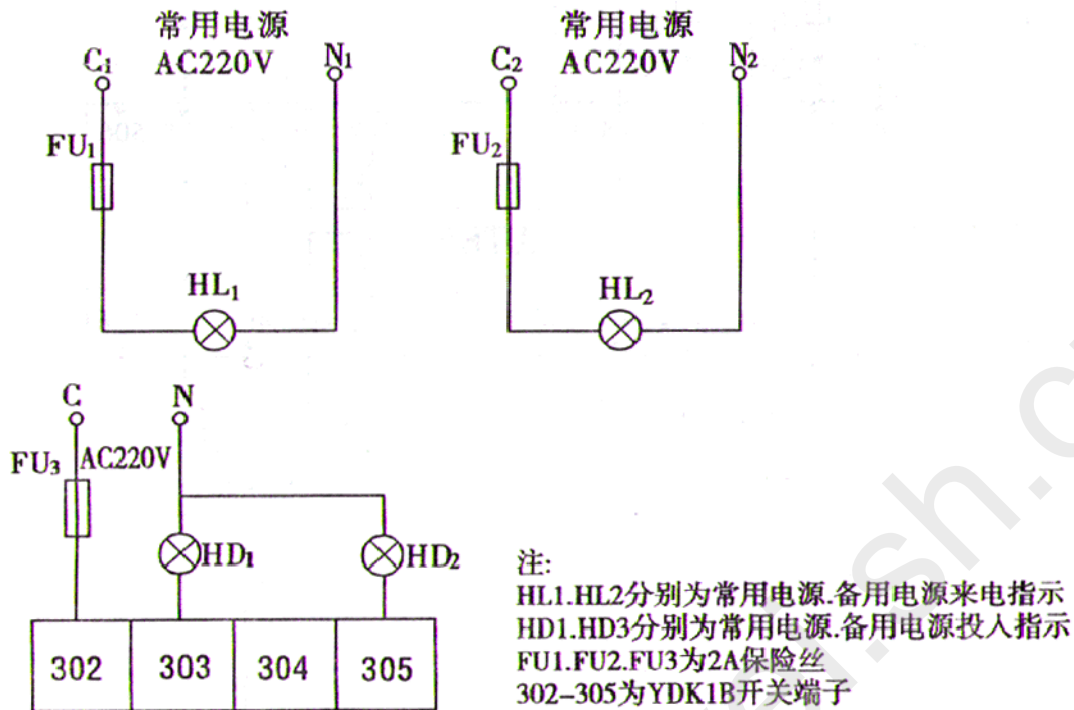 常用电源
AC220V
C₁
N₁
FU₁
HL₁
常用电源
AC220V
C₂
N₂
FU₂
HL₂
C
N
FU₃
AC220V
HD₁
HD₂
302
303
304
305
注:
HL1.HL2分别为常用电源.备用电源来电指示
HD1.HD3分别为常用电源.备用电源投入指示
FU1.FU2.FU3为2A保险丝
302–305为YDK1B开关端子